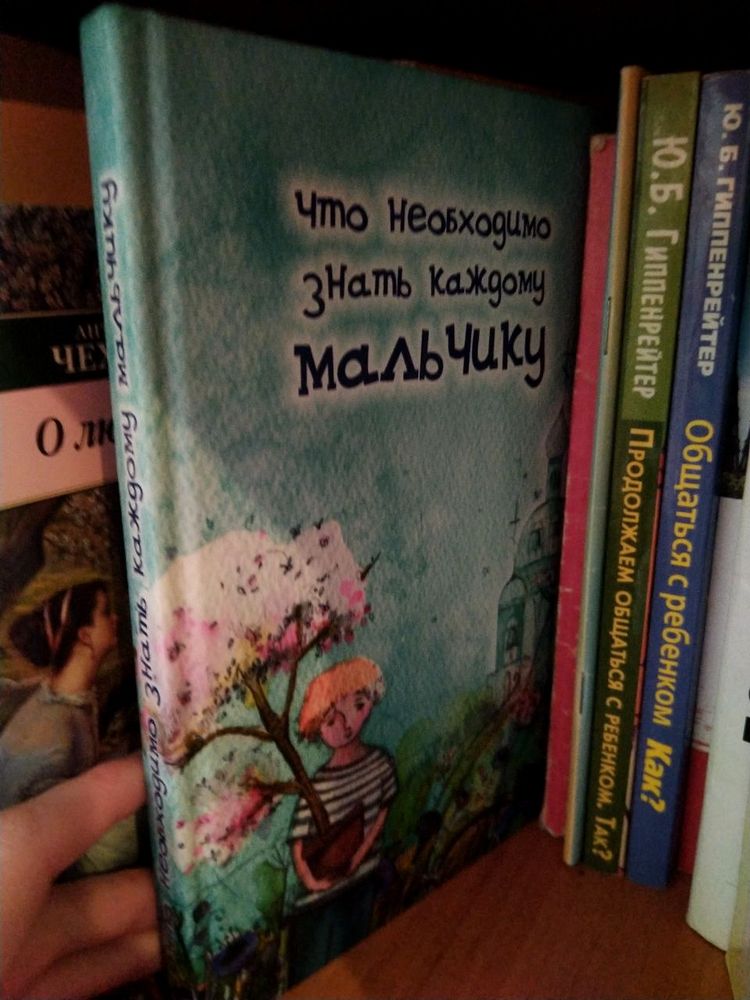 Что необходимо
знать каждому
мальчику
необходимо знать каждому мальчику
ЧЕХ
О лю
Ю.Б. Гиппенрейтер
Продолжаем общаться с ребенком. Так?
Ю. Б. ГИППЕНРЕЙТЕР
Общаться с ребенком Как?